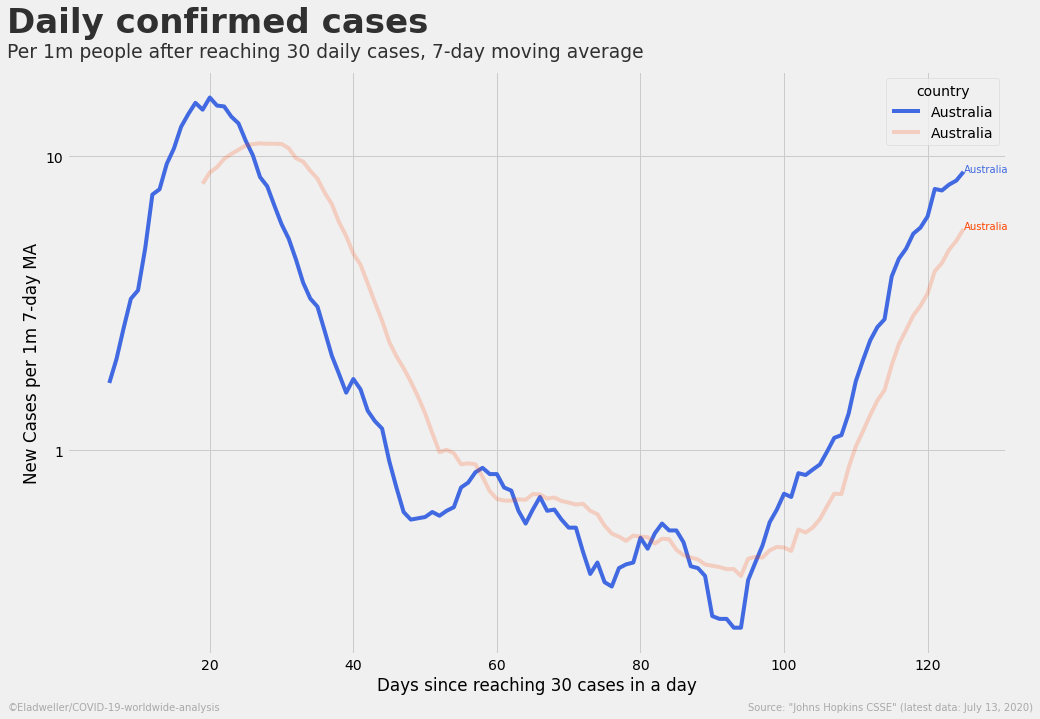 Daily confirmed cases
Per 1m people after reaching 30 daily cases, 7-day moving average
country
Australia
Australia
10
1
New Cases per 1m 7-day MA
Australia
Australia
20 40 60 80 100 120
Days since reaching 30 cases in a day
©Eladweller/COVID-19-worldwide-analysis
Source: "Johns Hopkins CSSE" (latest data: July 13, 2020)